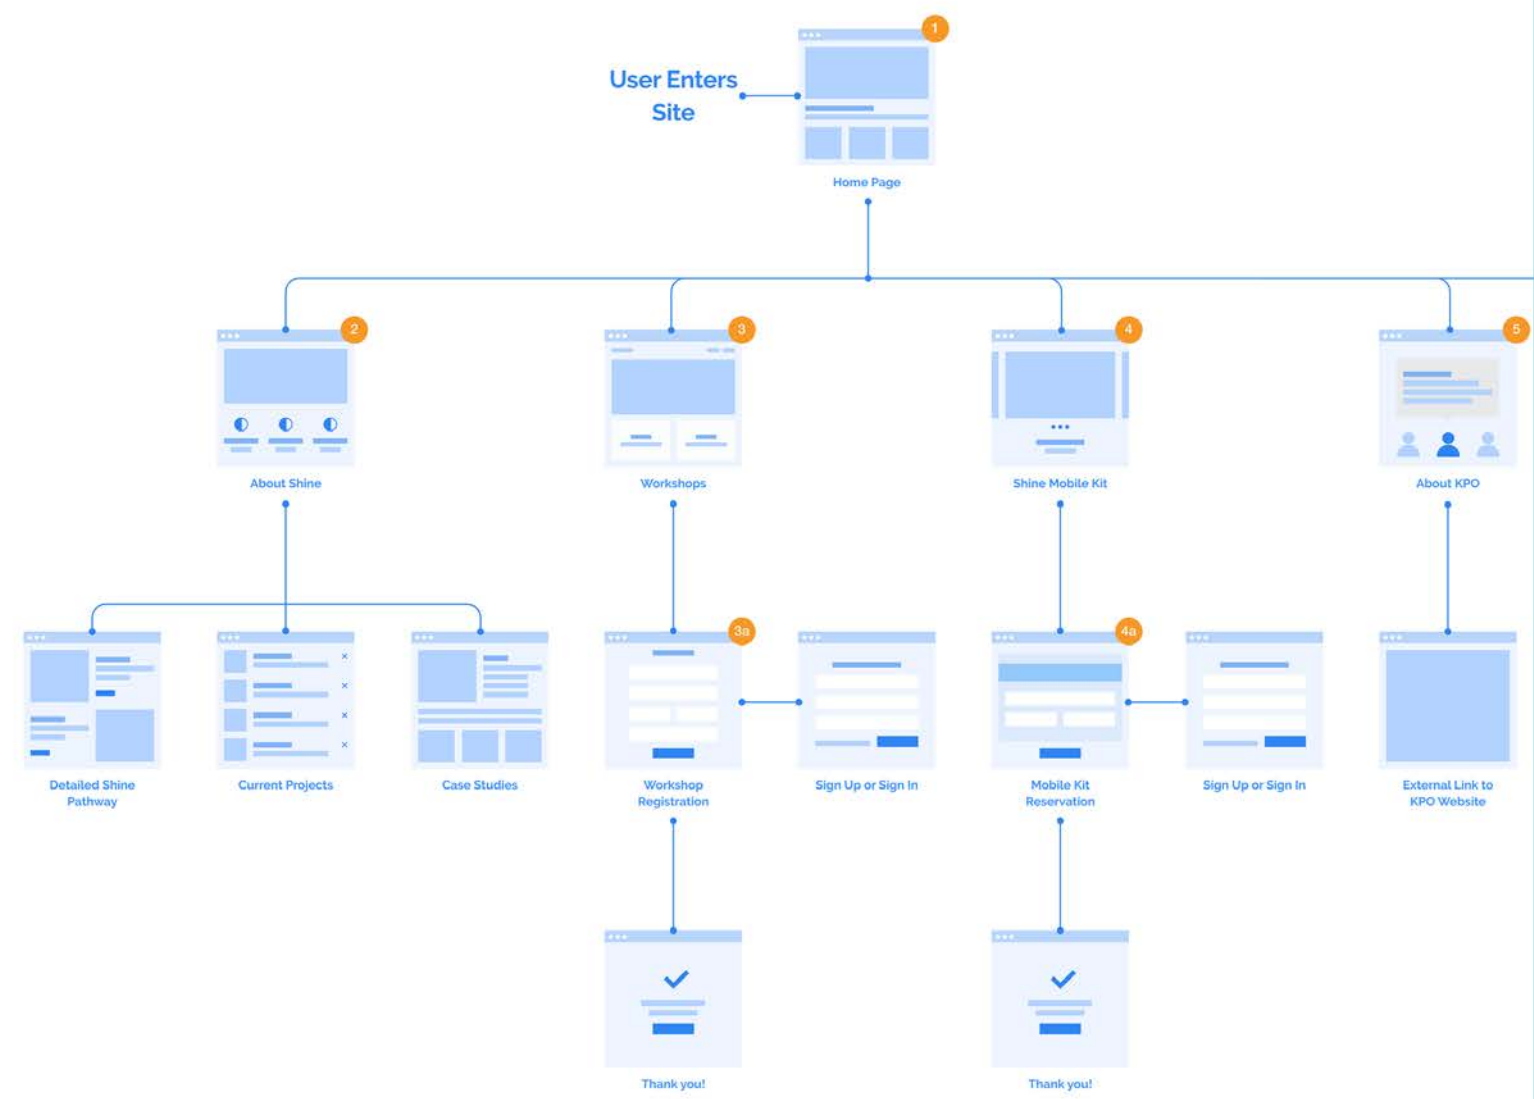 1
User Enters
Site
Home Page
2
3
4
5
About Shine
Workshops
Shine Mobile Kit
About KPO
3a
4a
Detailed Shine
Pathway
Current Projects
Case Studies
Workshop
Registration
Sign Up or Sign In
Mobile Kit
Reservation
Sign Up or Sign In
External Link to
KPO Website
Thank you!
Thank you!